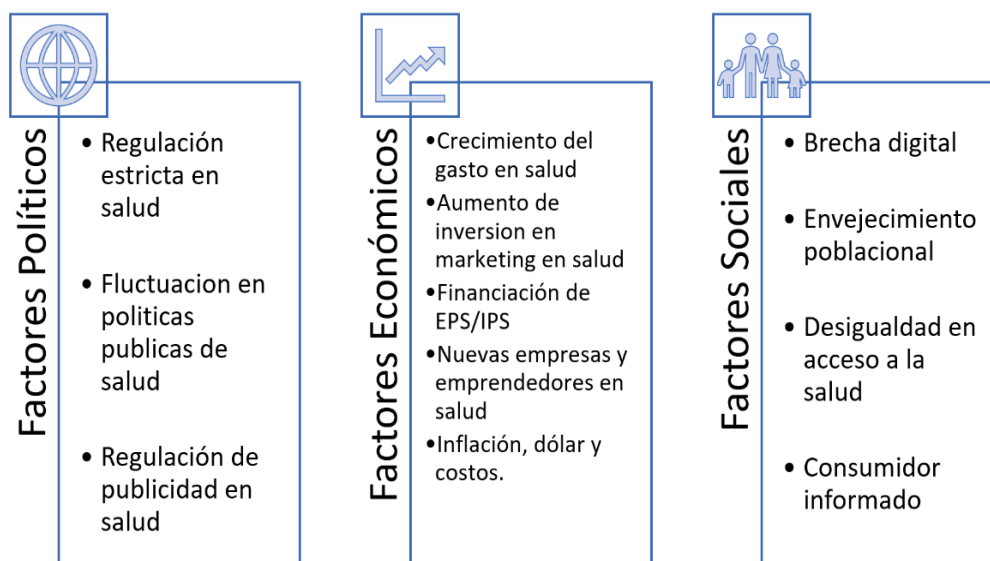 Factores Políticos
• Regulación
estricta en
salud
• Fluctuacion en
politicas
publicas de
salud
• Regulación de
publicidad en
salud
Factores Económicos
•Crecimiento del
gasto en salud
•Aumento de
inversion en
marketing en salud
•Financiación de
EPS/IPS
•Nuevas empresas y
emprendedores en
salud
•Inflación, dólar y
costos.
Factores Sociales
• Brecha digital
• Envejecimiento
poblacional
• Desigualdad en
acceso a la
salud
• Consumidor
informado